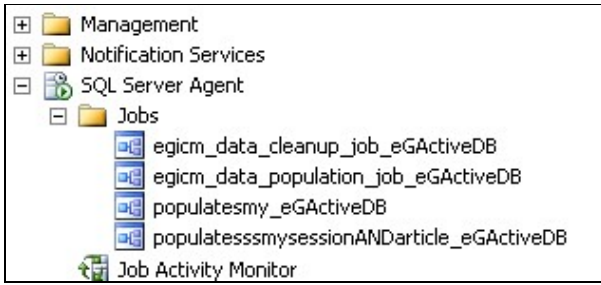 Management
Notification Services
SQL Server Agent
Jobs
egicm_data_cleanup_job_eGActiveDB
egicm_data_population_job_eGActiveDB
populatesmy_eGActiveDB
populatesssmysessionANDarticle_eGActiveDB
Job Activity Monitor